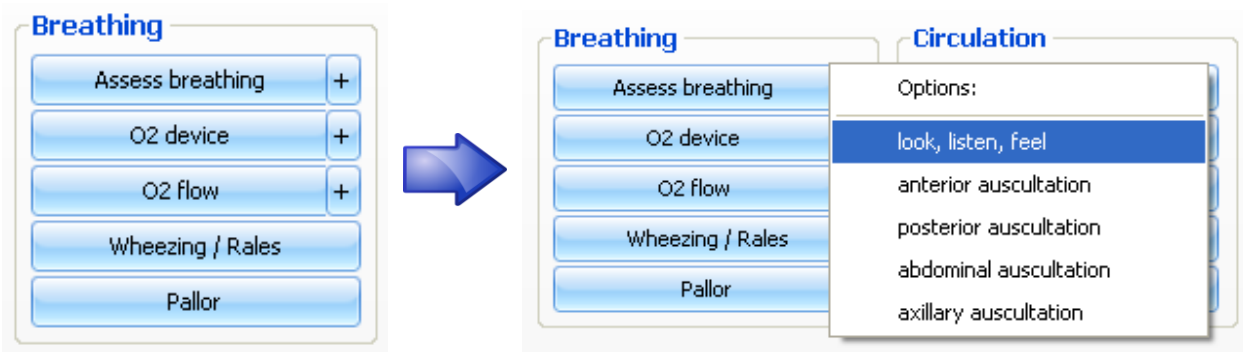 Breathing
Assess breathing +
O2 device +
O2 flow +
Wheezing / Rales
Pallor
Breathing
Assess breathing
O2 device
O2 flow
Wheezing / Rales
Pallor
Circulation
Options:
look, listen, feel
anterior auscultation
posterior auscultation
abdominal auscultation
axillary auscultation